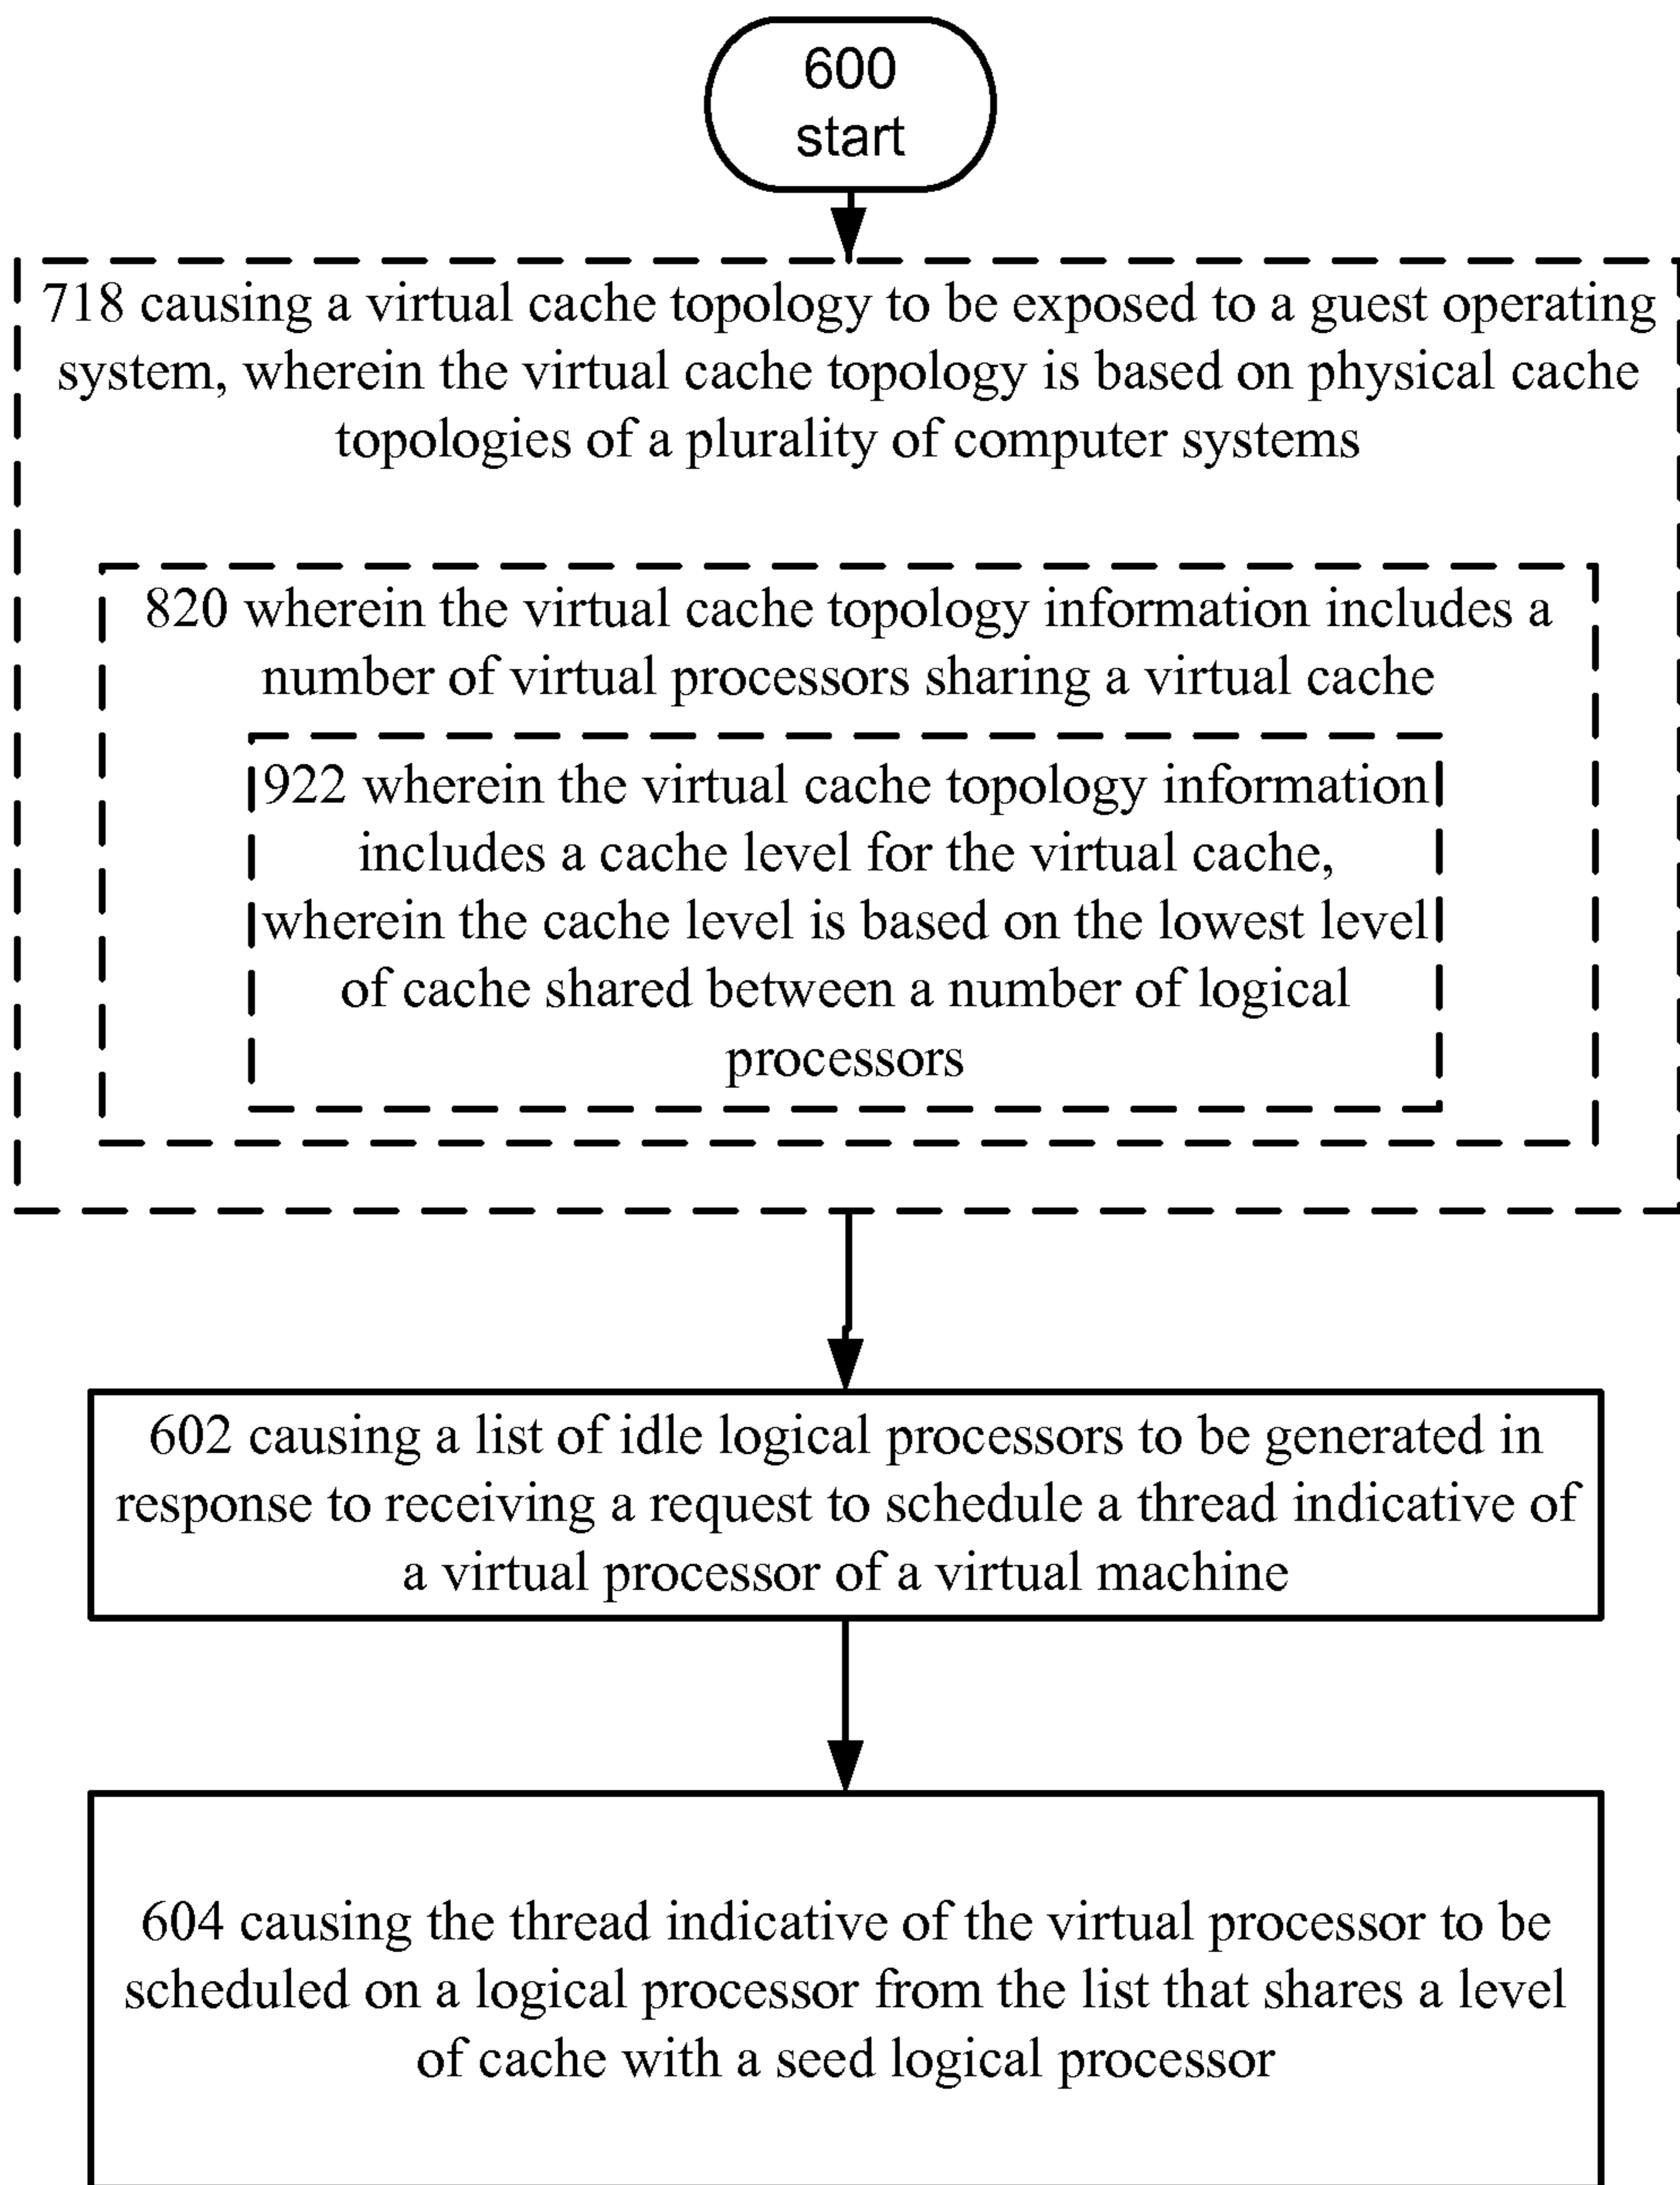 600
start
718 causing a virtual cache topology to be exposed to a guest operating
system, wherein the virtual cache topology is based on physical cache
topologies of a plurality of computer systems
820 wherein the virtual cache topology information includes a
number of virtual processors sharing a virtual cache
922 wherein the virtual cache topology information
includes a cache level for the virtual cache,
wherein the cache level is based on the lowest level
of cache shared between a number of logical
processors
602 causing a list of idle logical processors to be generated in
response to receiving a request to schedule a thread indicative of
a virtual processor of a virtual machine
604 causing the thread indicative of the virtual processor to be
scheduled on a logical processor from the list that shares a level
of cache with a seed logical processor